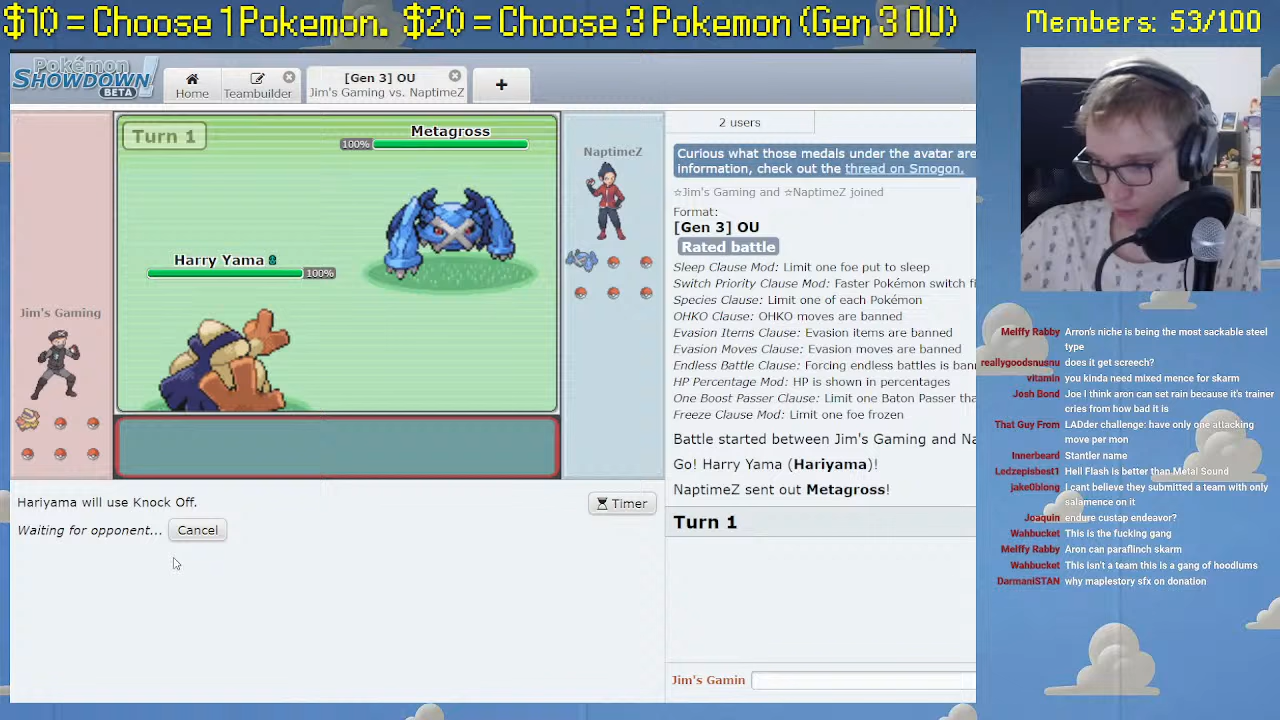 $10 = Choose 1 Pokemon. $20 = Choose 3 Pokemon (Gen 3 OU)
Members: 53/100
Pokémon
SHOWDOWN!
BETA
Home
Teambuilder
[Gen 3] OU
Jim's Gaming vs. NaptimeZ
+
Turn 1
Metagross
100%
Harry Yama
100%
Jim's Gaming
NaptimeZ
Hariyama will use Knock Off.
Waiting for opponent...
Cancel
Timer
2 users
Curious what those medals under the avatar are
information, check out the thread on Smogon.
☆Jim's Gaming and ☆NaptimeZ joined
Format:
[Gen 3] OU
Rated battle
Sleep Clause Mod: Limit one foe put to sleep
Switch Priority Clause Mod: Faster Pokémon switch fi
Species Clause: Limit one of each Pokémon
OHKO Clause: OHKO moves are banned
Evasion Items Clause: Evasion items are banned
Evasion Moves Clause: Evasion moves are banned
Endless Battle Clause: Forcing endless battles is ban
HP Percentage Mod: HP is shown in percentages
One Boost Passer Clause: Limit one Baton Passer tha
Freeze Clause Mod: Limit one foe frozen
Battle started between Jim's Gaming and Na
Go! Harry Yama (Hariyama)!
NaptimeZ sent out Metagross!
Turn 1
Jim's Gamin
Melffy Rabby Arron's niche is being the most sackable steel
type
reallygoodsnusnu does it get screech?
vitamin you kinda need mixed mence for skarm
Josh Bond Joe I think aron can set rain because it's trainer
cries from how bad it is
That Guy From LADder challenge: have only one attacking
move per mon
Innerbeard Stantler name
Ledzepisbest1 Hell Flash is better than Metal Sound
jake0blong I cant believe they submitted a team with only
salamence on it
Joaquin endure custap endeavor?
Wahbucket This is the fucking gang
Melffy Rabby Aron can paraflinch skarm
Wahbucket This isn't a team this is a gang of hoodlums
DarmaniSTAN why maplestory sfx on donation